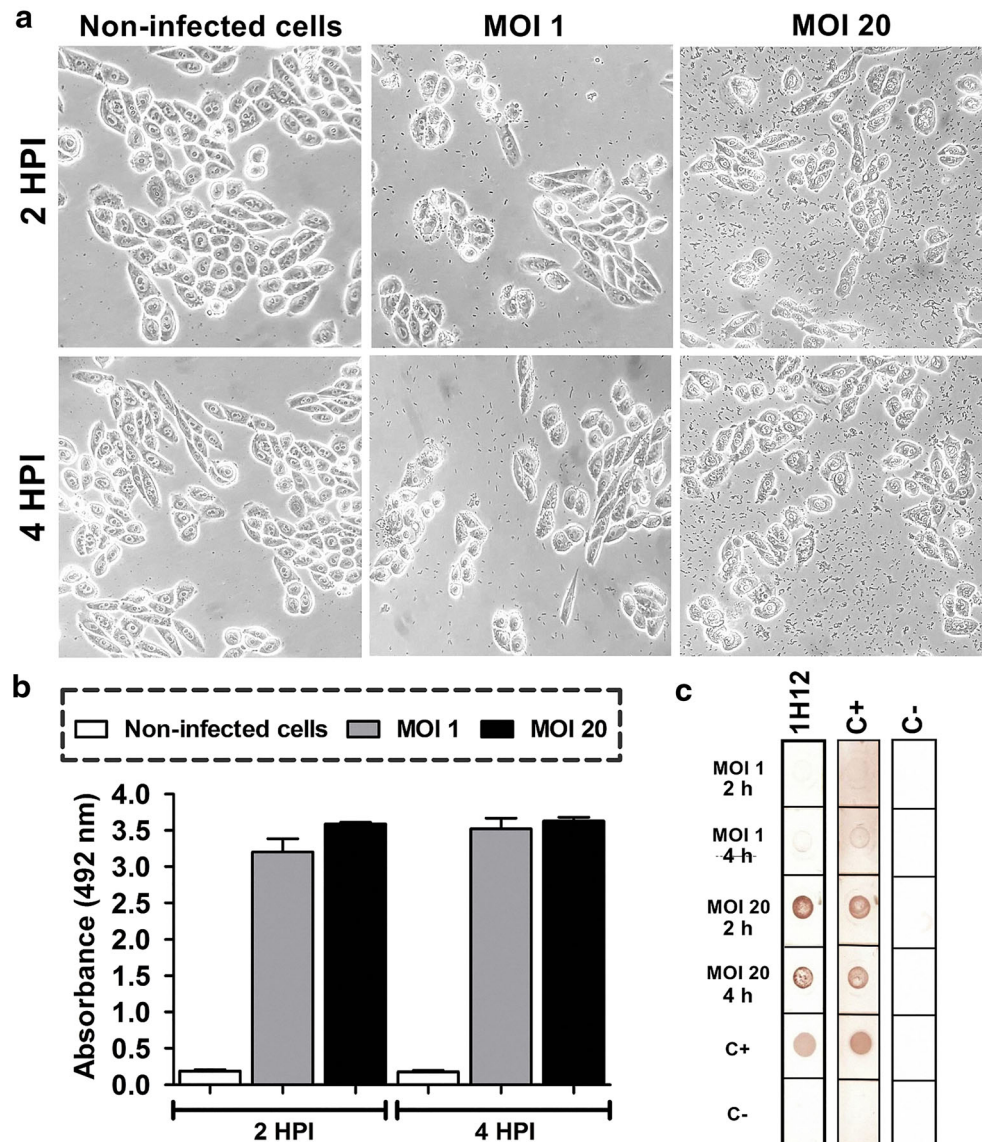 a
Non-infected cells MOI 1 MOI 20
2 HPI
4 HPI
b
Non-infected cells MOI 1 MOI 20
Absorbance (492 nm)
4.0
3.5
3.0
2.5
2.0
1.5
1.0
0.5
0.0
2 HPI 4 HPI
c
1H12 C+ C-
MOI 1
2 h
MOI 1
4 h
MOI 20
2 h
MOI 20
4 h
C+
C-